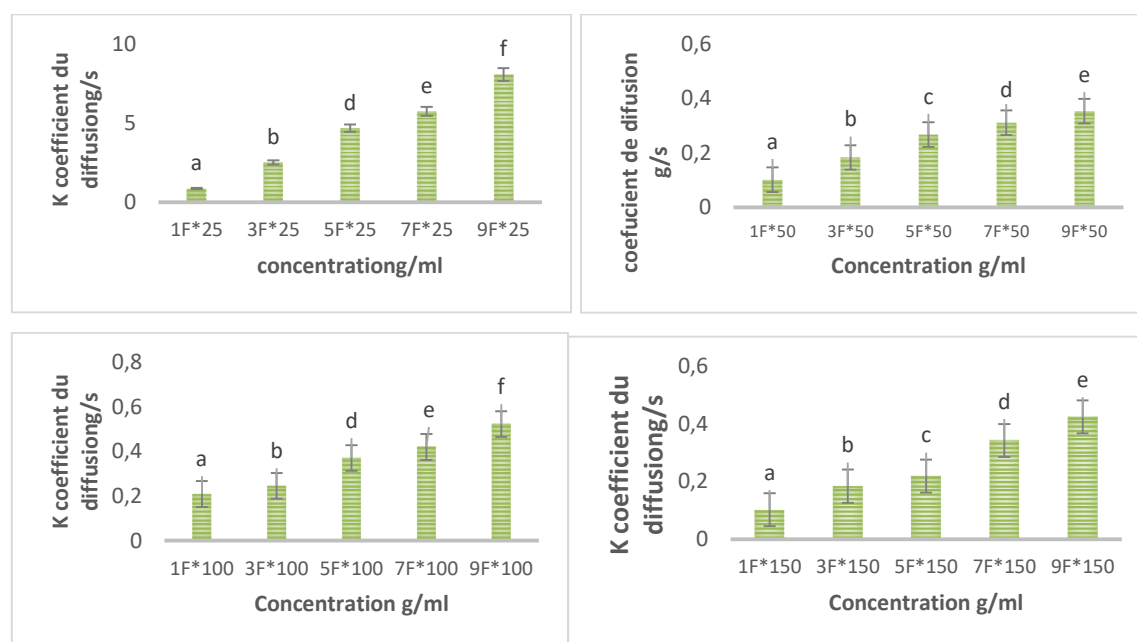 K coefficient du
diffusiong/s
10
5
0
a
b
d
e
f
1F*25 3F*25 5F*25 7F*25 9F*25
concentrationg/ml
coefucient de difusion
g/s
0,6
0,4
0,2
0
a
b
c
d
e
1F*50 3F*50 5F*50 7F*50 9F*50
Concentration g/ml
K coefficient du
diffusiong/s
0,8
0,6
0,4
0,2
0
a
b
d
e
f
1F*100 3F*100 5F*100 7F*100 9F*100
Concentration g/ml
K coefficient du
diffusiong/s
0,6
0,4
0,2
0
a
b
c
d
e
1F*150 3F*150 5F*150 7F*150 9F*150
Concentration g/ml